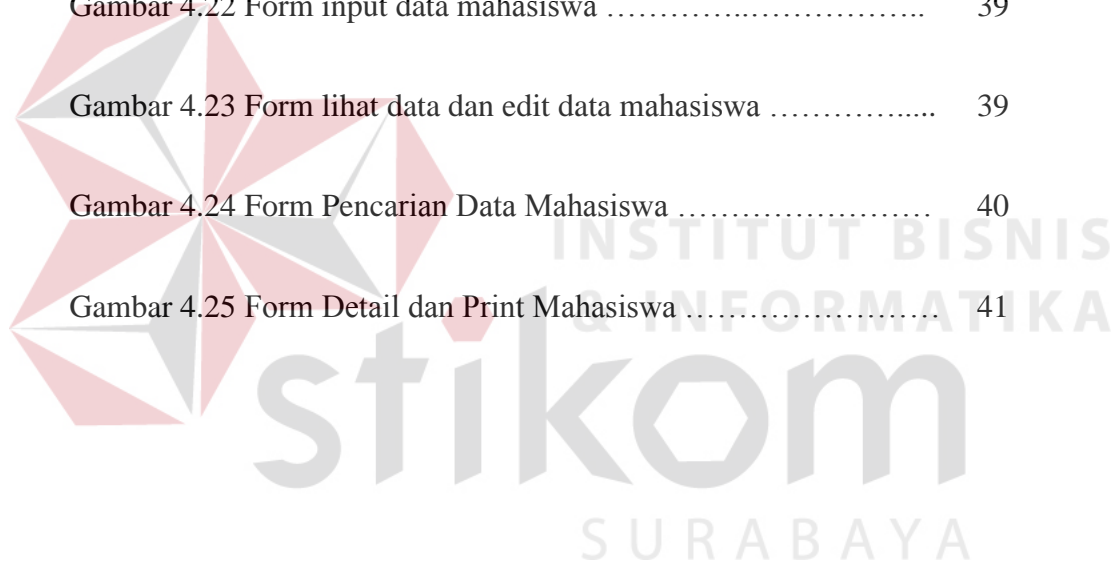 Gambar 4.22 Form input data mahasiswa …………..…………….. 39
Gambar 4.23 Form lihat data dan edit data mahasiswa …………..... 39
Gambar 4.24 Form Pencarian Data Mahasiswa …………………… 40
INSTITUT BISNIS
Gambar 4.25 Form Detail dan Print Mahasiswa …………………… 41
& INFORMATIKA
stikom
SURABAYA